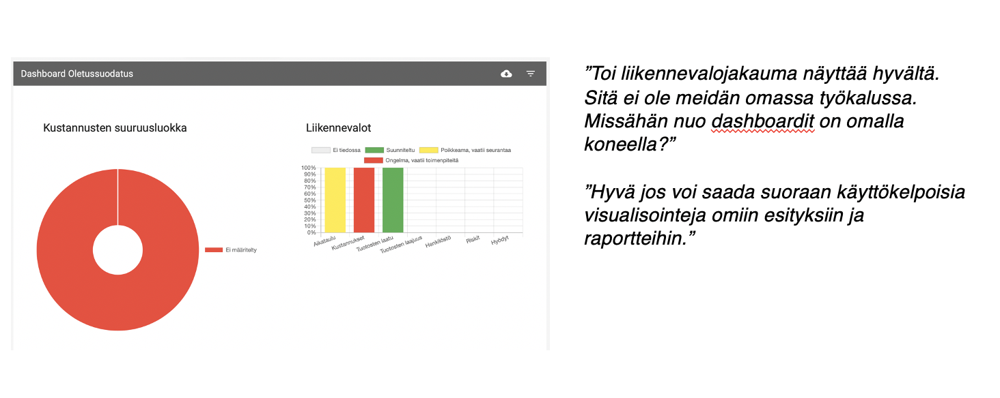 Dashboard Oletussuodatus
Kustannusten suuruusluokka
Ei määritelty
Liikennevalot
Ei tiedossa Suunniteltu Poikkeama, vaatii seurantaa
Ongelma, vaatii toimenpiteitä
100%
90%
80%
70%
60%
50%
40%
30%
20%
10%
0%
Aikataulu Kustannukset Tuotosten laatu Tuotosten laajuus Henkilöstö Riskit Hyödyt
”Toi liikennevalojakauma näyttää hyvältä.
Sitä ei ole meidän omassa työkalussa.
Missähän nuo dashboardit on omalla
koneella?”
”Hyvä jos voi saada suoraan käyttökelpoisia
visualisointeja omiin esityksiin ja
raportteihin.”